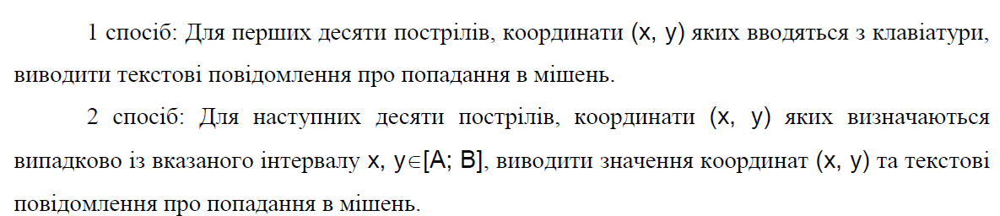 1 спосіб: Для перших десяти пострілів, координати (x, y) яких вводяться з клавіатури,
виводити текстові повідомлення про попадання в мішень.
2 спосіб: Для наступних десяти пострілів, координати (x, y) яких визначаються
випадково із вказаного інтервалу x, y∈[A; B], виводити значення координат (x, y) та текстові
повідомлення про попадання в мішень.